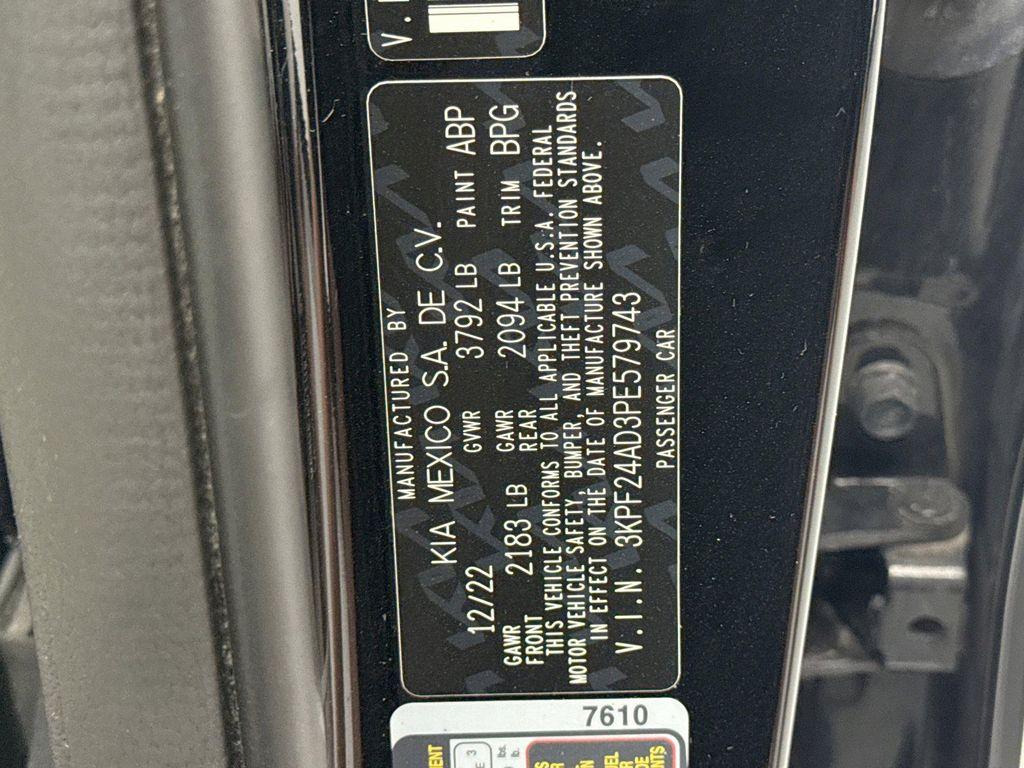 V.
MANUFACTURED BY
KIA MEXICO S.A. DE C.V.
12/22 GVWR 3792 LB PAINT ABP
GAWR FRONT 2183 LB GAWR REAR 2094 LB TRIM BPG
THIS VEHICLE CONFORMS TO ALL APPLICABLE U.S.A. FEDERAL
MOTOR VEHICLE SAFETY, BUMPER, AND THEFT PREVENTION STANDARDS
IN EFFECT ON THE DATE OF MANUFACTURE SHOWN ABOVE.
V.I.N. 3KPF24AD3PE579743
PASSENGER CAR
7610